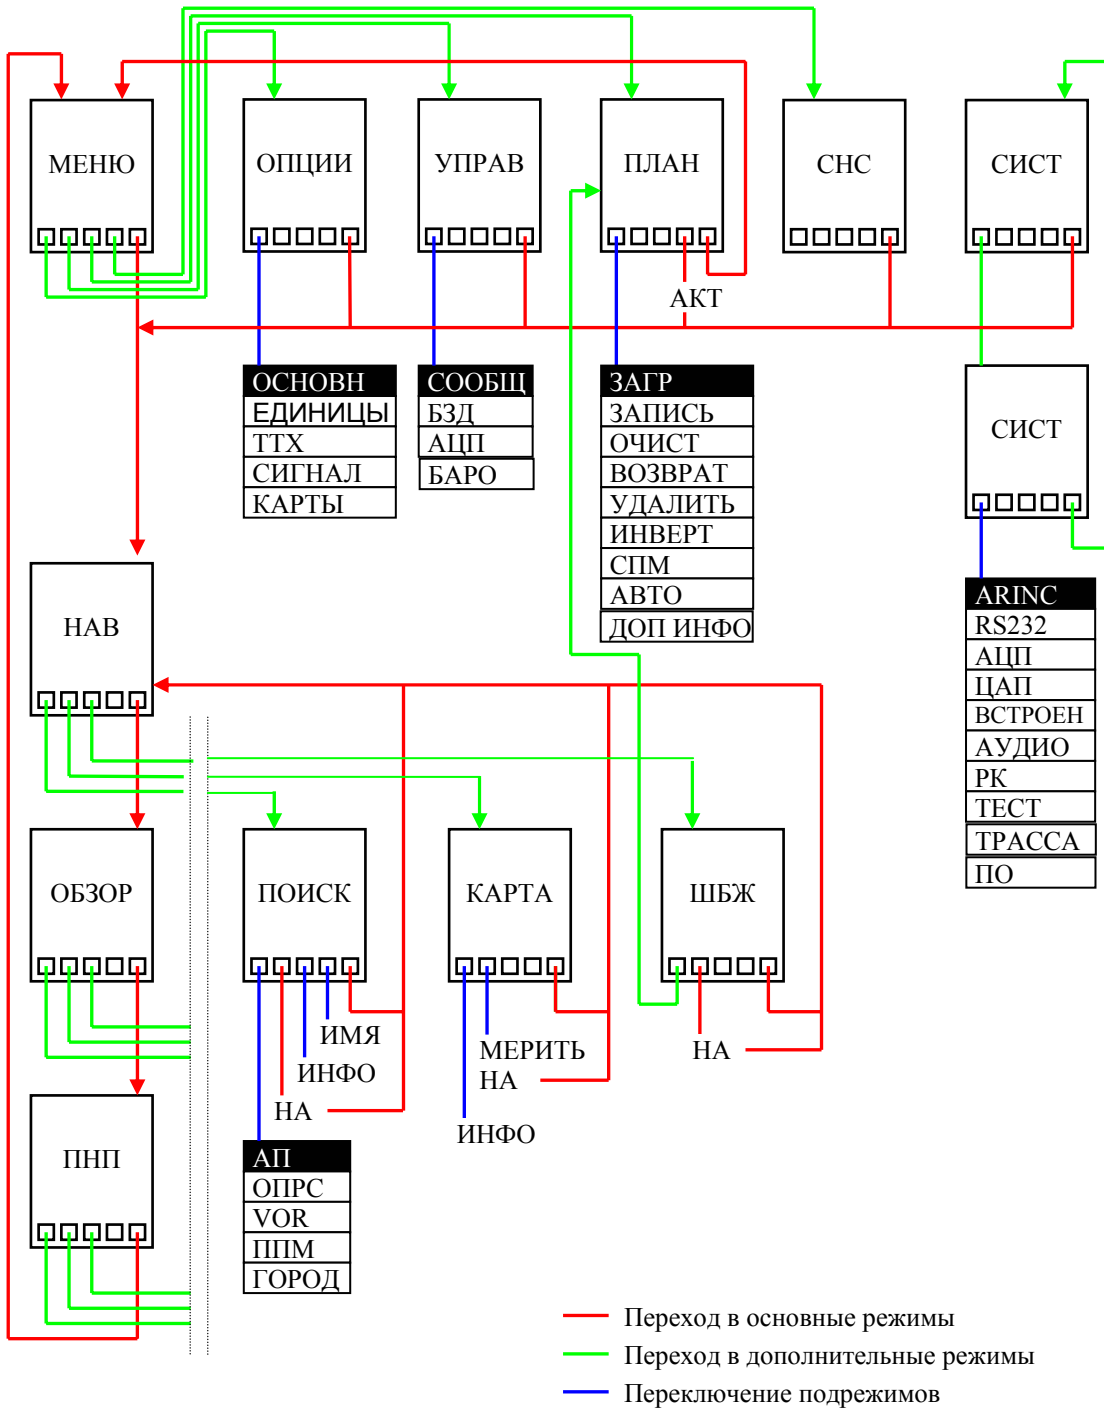 МЕНЮ
ОПЦИИ
УПРАВ
ПЛАН
СНС
СИСТ
АКТ
ОСНОВН
ЕДИНИЦЫ
ТТХ
СИГНАЛ
КАРТЫ
СООБЩ
БЗД
АЦП
БАРО
ЗАГР
ЗАПИСЬ
ОЧИСТ
ВОЗВРАТ
УДАЛИТЬ
ИНВЕРТ
СПМ
АВТО
ДОП ИНФО
СИСТ
ARINC
RS232
АЦП
ЦАП
ВСТРОЕН
АУДИО
РК
ТЕСТ
ТРАССА
ПО
НАВ
ОБЗОР
ПОИСК
КАРТА
ШБЖ
ИМЯ
ИНФО
НА
МЕРИТЬ
НА
ИНФО
НА
ПНП
АП
ОПРС
VOR
ППМ
ГОРОД
Переход в основные режимы
Переход в дополнительные режимы
Переключение подрежимов